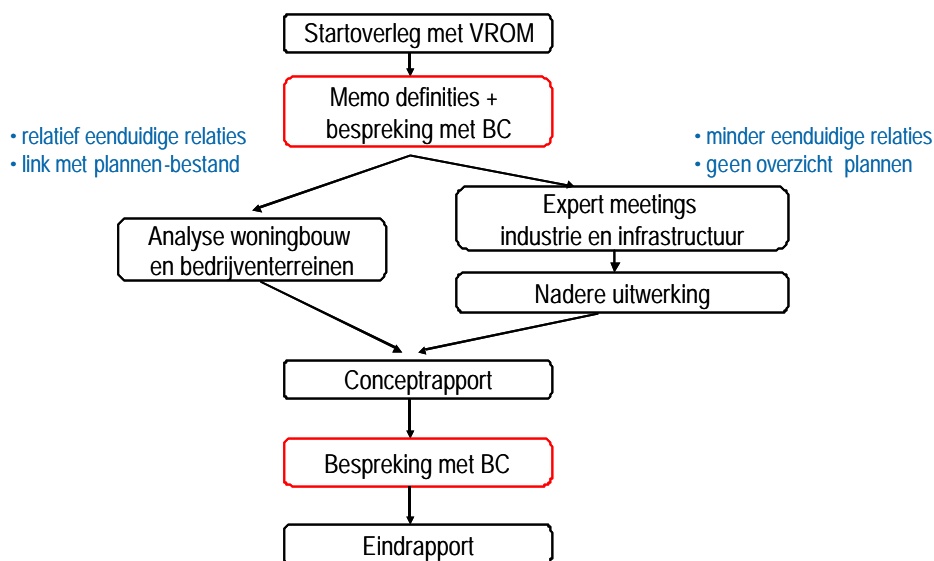 Startoverleg met VROM
Memo definities +
bespreking met BC
• relatief eenduidige relaties
• link met plannen-bestand
• minder eenduidige relaties
• geen overzicht plannen
Analyse woningbouw
en bedrijventerreinen
Expert meetings
industrie en infrastructuur
Nadere uitwerking
Conceptrapport
Bespreking met BC
Eindrapport